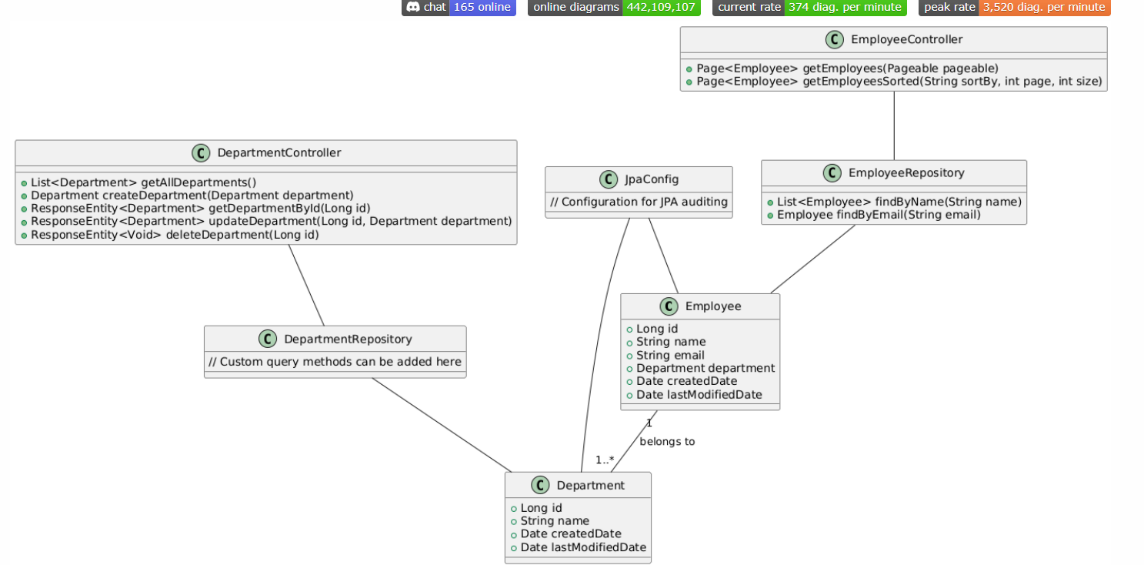 chat 165 online online diagrams 442,109,107 current rate 374 diag. per minute peak rate 3,520 diag. per minute
C EmployeeController
Page<Employee> getEmployees(Pageable pageable)
Page<Employee> getEmployeesSorted(String sortBy, int page, int size)
C DepartmentController
List<Department> getAllDepartments()
Department createDepartment(Department department)
ResponseEntity<Department> getDepartmentById(Long id)
ResponseEntity<Department> updateDepartment(Long id, Department department)
ResponseEntity<Void> deleteDepartment(Long id)
C JpaConfig
// Configuration for JPA auditing
C EmployeeRepository
List<Employee> findByName(String name)
Employee findByEmail(String email)
C DepartmentRepository
// Custom query methods can be added here
C Employee
Long id
String name
String email
Department department
Date createdDate
Date lastModifiedDate
1
belongs to
1..*
C Department
Long id
String name
Date createdDate
Date lastModifiedDate